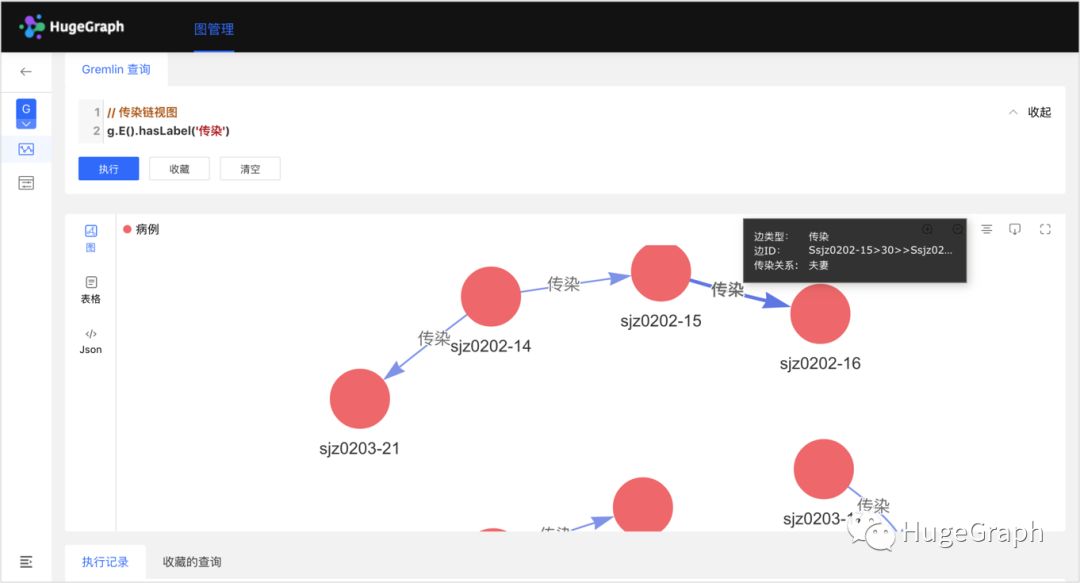 HugeGraph
图管理
Gremlin 查询
G
1 // 传染链视图
2 g.E().hasLabel('传染')
收起
执行
收藏
清空
图
表格
Json
病例
边类型： 传染
边ID： Ssjz0202-15>30>>Ssjz02...
传染关系： 夫妻
传染
传染
sjz0202-15
sjz0202-14
传染
sjz0202-16
sjz0203-21
传染
sjz0203-1
传染
HugeGraph
执行记录
收藏的查询